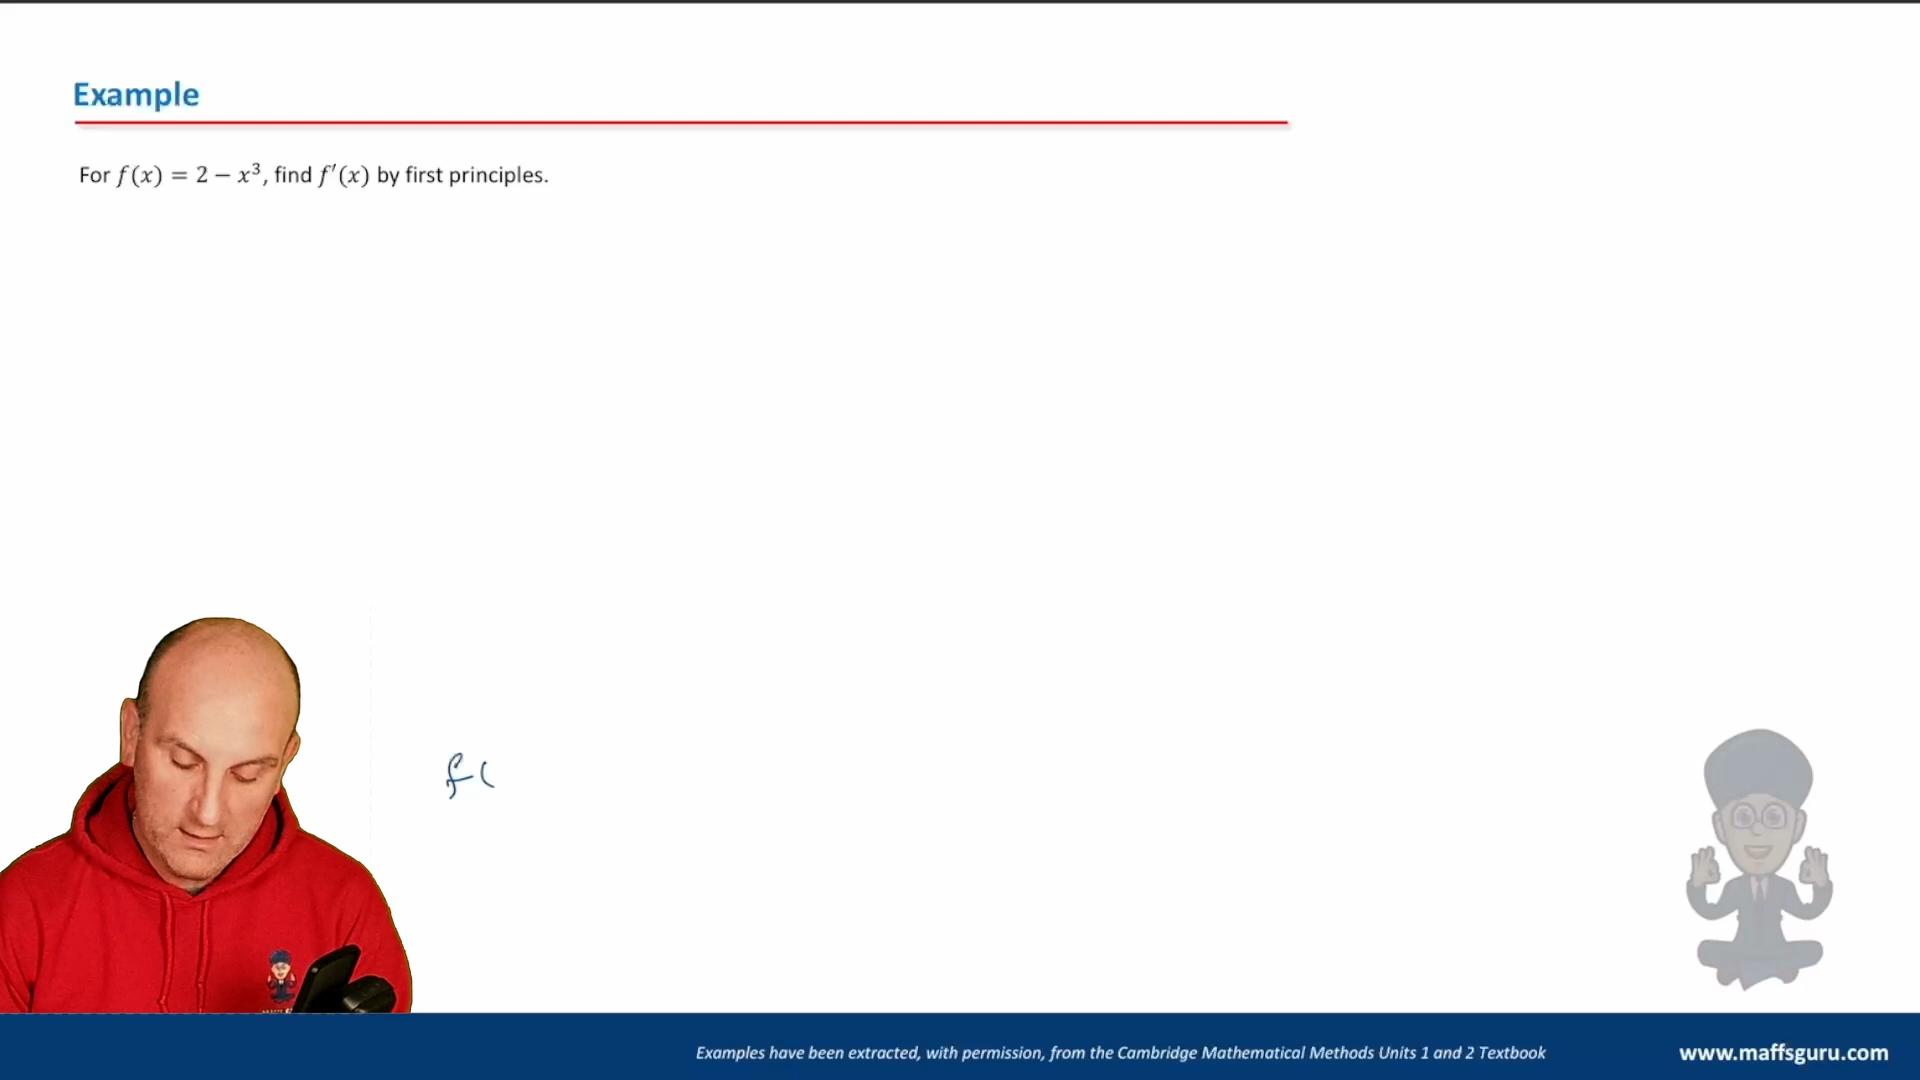 Example
For f(x) = 2 − x³, find f′(x) by first principles.
f(
Examples have been extracted, with permission, from the Cambridge Mathematical Methods Units 1 and 2 Textbook
www.maffsguru.com